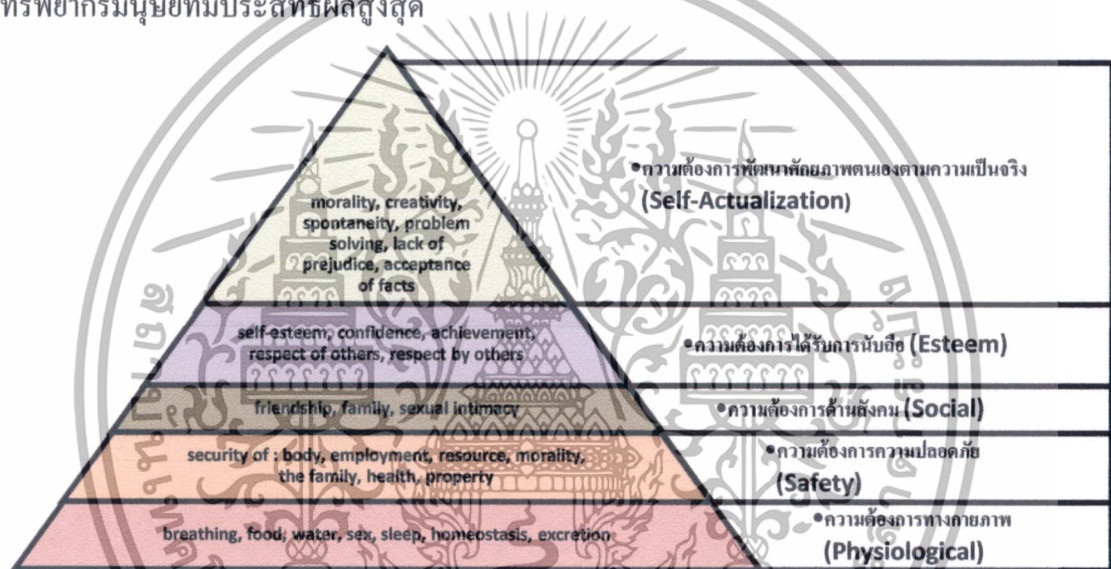 ทรัพยากรมนุษย์ที่มีประสิทธิผลสูงสุด
morality, creativity,
spontaneity, problem
solving, lack of
prejudice, acceptance
of facts
•ความต้องการพัฒนาศักยภาพตนเองตามความเป็นจริง
(Self-Actualization)
self-esteem, confidence, achievement,
respect of others, respect by others
•ความต้องการได้รับการนับถือ (Esteem)
friendship, family, sexual intimacy
•ความต้องการด้านสังคม (Social)
security of : body, employment, resource, morality,
the family, health, property
•ความต้องการความปลอดภัย
(Safety)
breathing, food, water, sex, sleep, homeostasis, excretion
•ความต้องการทางกายภาพ
(Physiological)